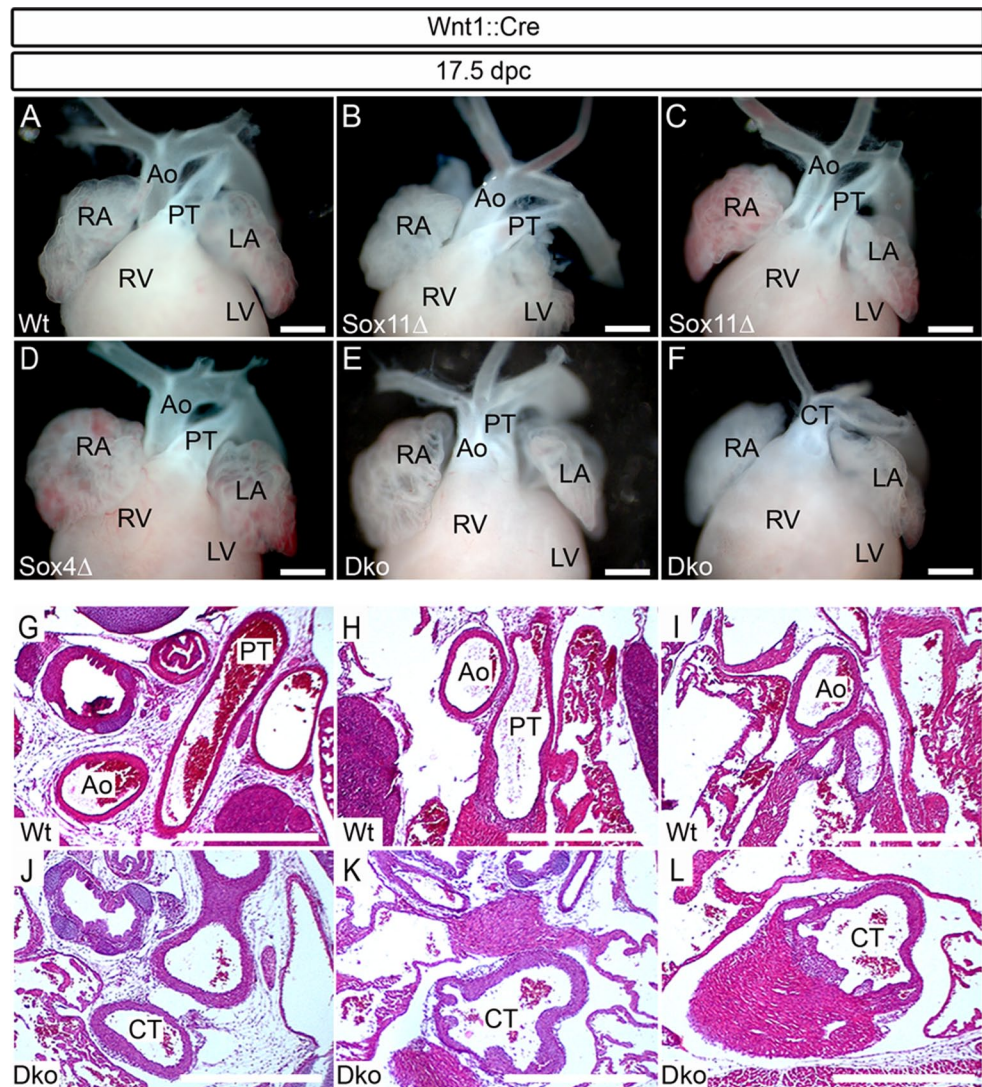 Wnt1::Cre
17.5 dpc
A
Ao
RA
PT
LA
RV
LV
Wt
B
Ao
RA
PT
RV
Sox11Δ
C
Ao
RA
PT
LA
RV
LV
Sox11Δ
D
Ao
RA
PT
LA
RV
LV
Sox4Δ
E
PT
RA
Ao
LA
RV
LV
Dko
F
CT
RA
LA
RV
LV
Dko
G
PT
Ao
Wt
H
Ao
PT
Wt
I
Ao
Wt
J
CT
Dko
K
CT
Dko
L
CT
Dko